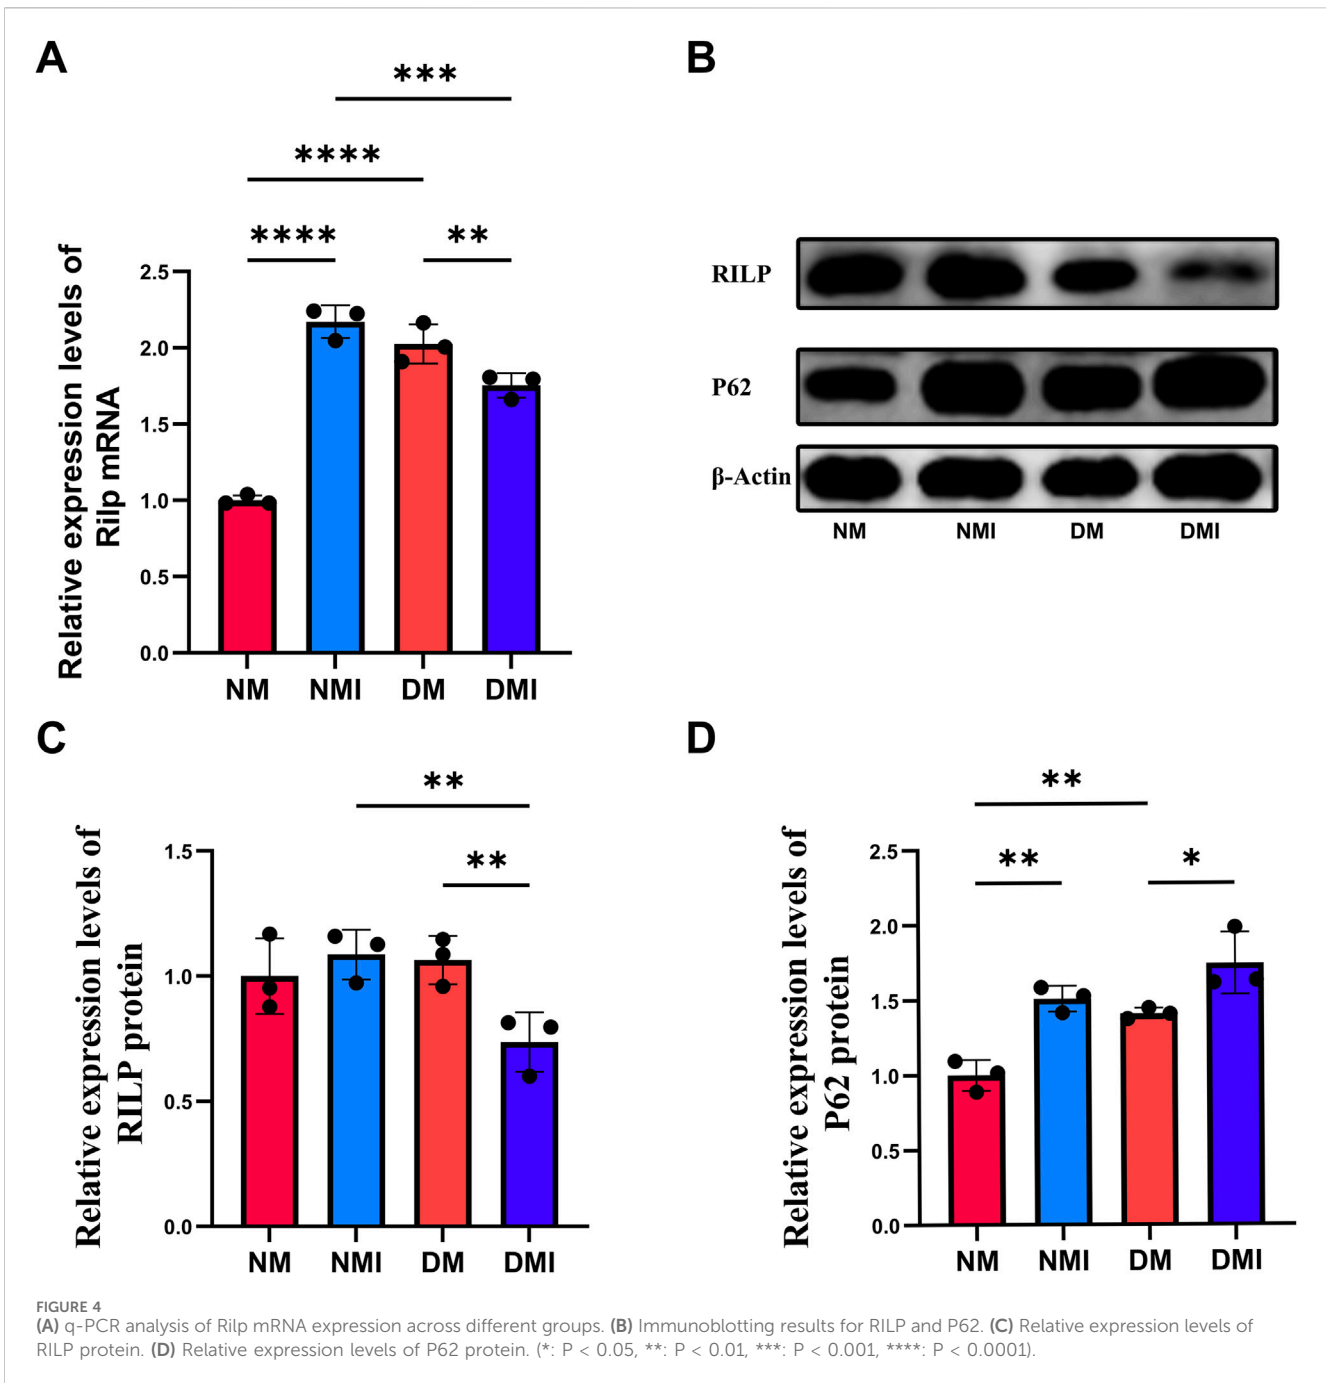 A
***
****
****
**
Relative expression levels of
Rilp mRNA
2.5
2.0
1.5
1.0
0.5
0.0
NM NMI DM DMI
B
RILP
P62
β-Actin
NM NMI DM DMI
C
**
**
Relative expression levels of
RILP protein
1.5
1.0
0.5
0.0
NM NMI DM DMI
D
**
**
*
Relative expression levels of
P62 protein
2.5
2.0
1.5
1.0
0.5
0.0
NM NMI DM DMI
FIGURE 4
(A) q-PCR analysis of Rilp mRNA expression across different groups. (B) Immunoblotting results for RILP and P62. (C) Relative expression levels of
RILP protein. (D) Relative expression levels of P62 protein. (*: P < 0.05, **: P < 0.01, ***: P < 0.001, ****: P < 0.0001).